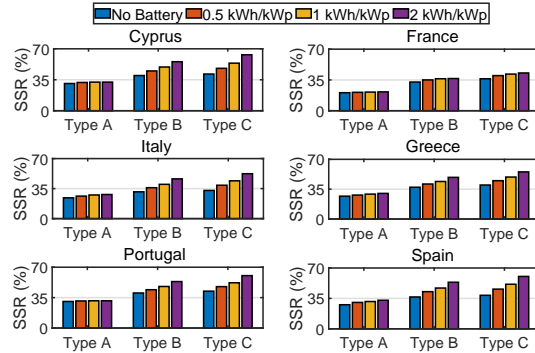 No Battery 0.5 kWh/kWp 1 kWh/kWp 2 kWh/kWp
Cyprus
SSR (%)
70
35
0
Type A Type B Type C
France
SSR (%)
70
35
0
Type A Type B Type C
Italy
SSR (%)
70
35
0
Type A Type B Type C
Greece
SSR (%)
70
35
0
Type A Type B Type C
Portugal
SSR (%)
70
35
0
Type A Type B Type C
Spain
SSR (%)
70
35
0
Type A Type B Type C